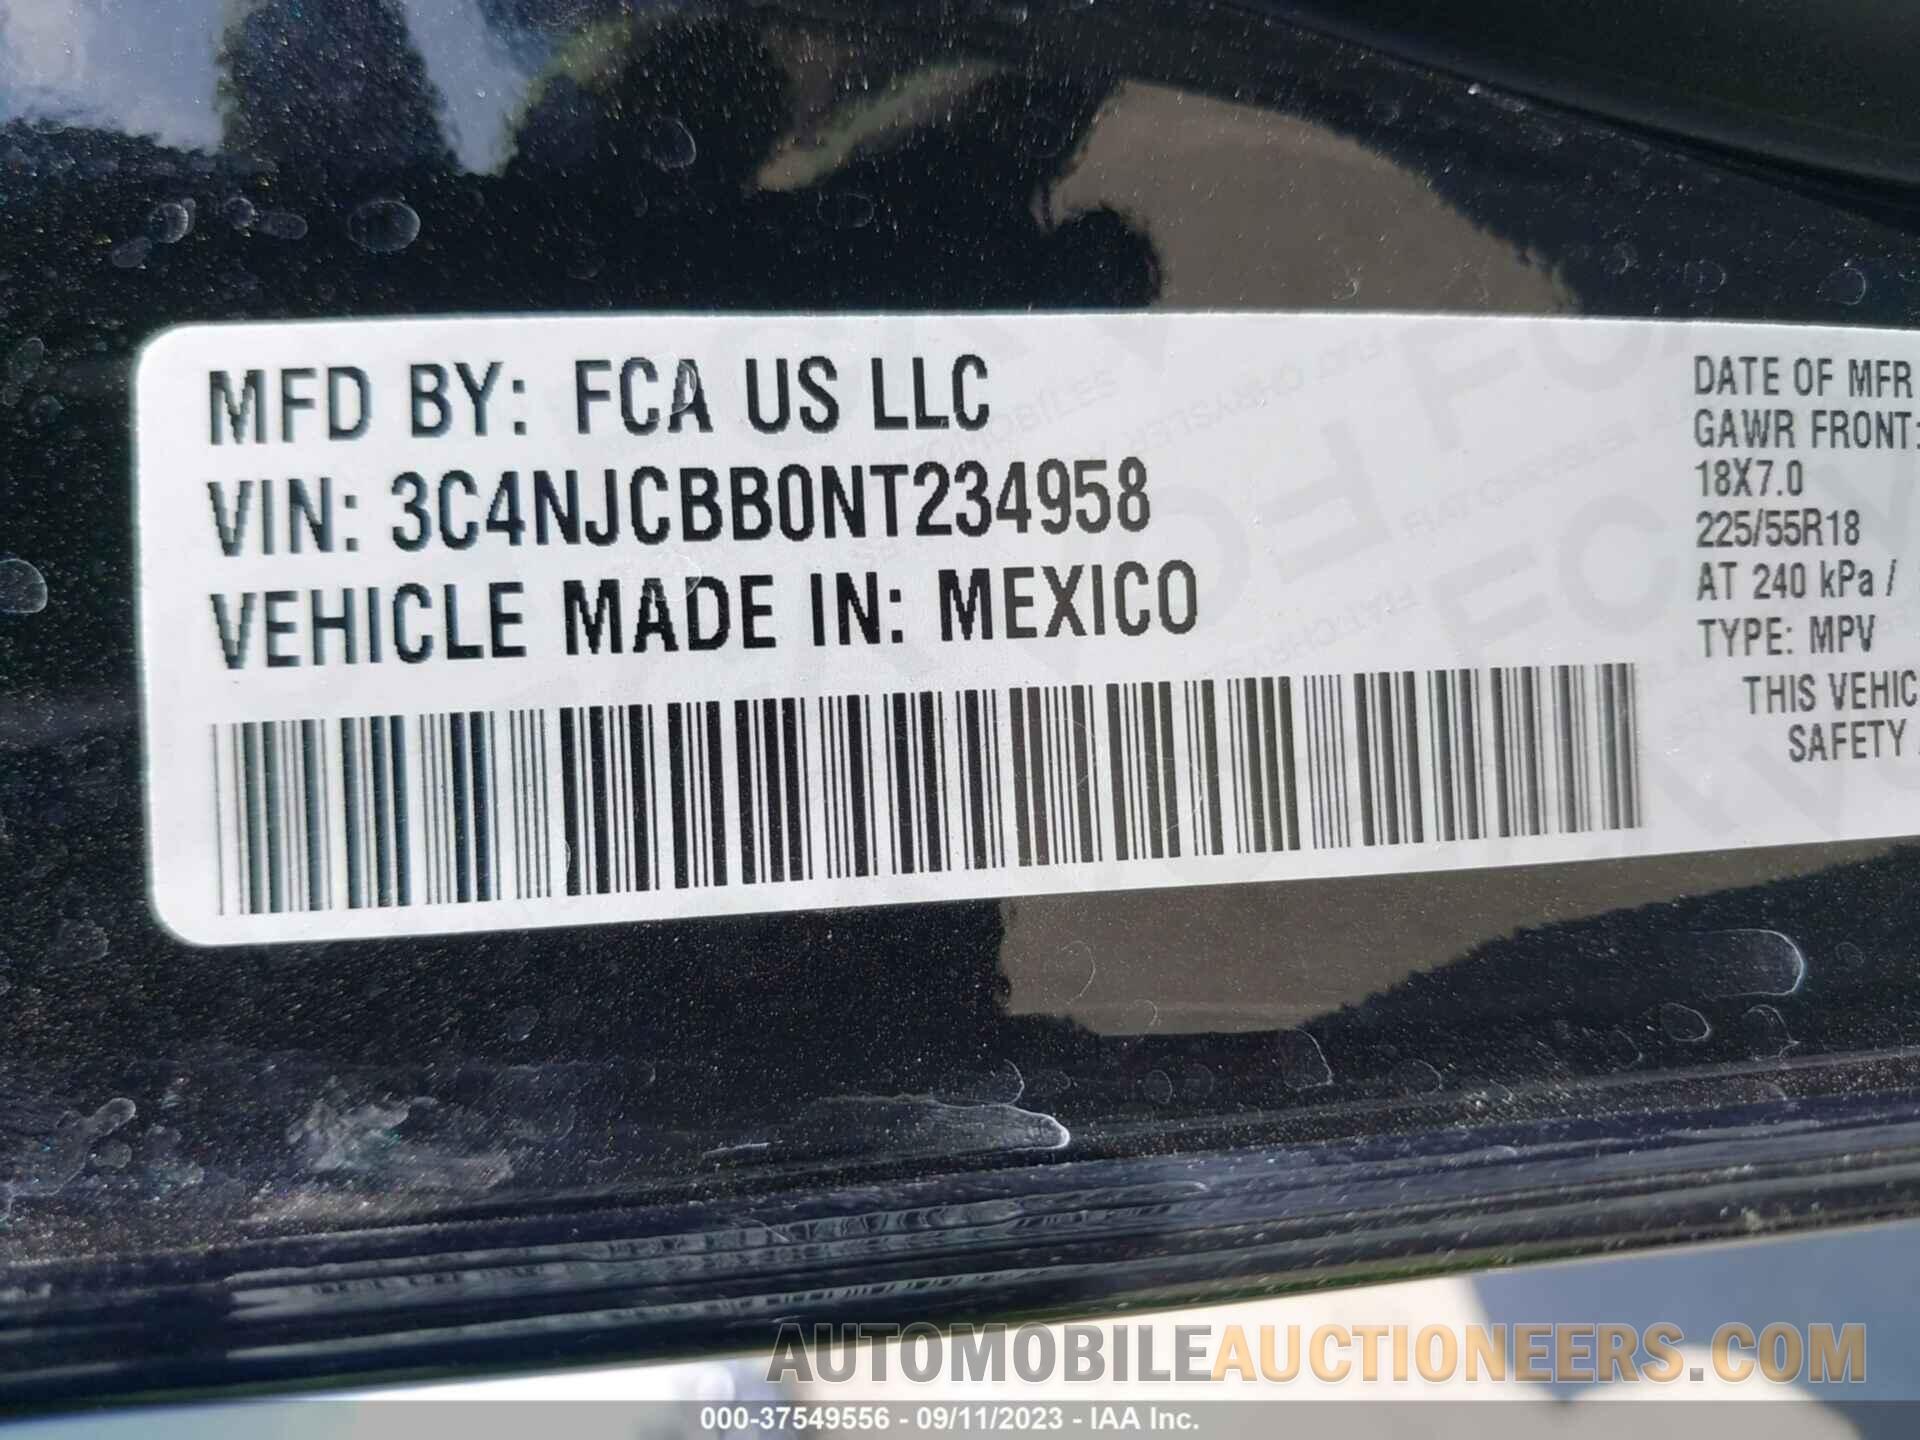 MFD BY: FCA US LLC
VIN: 3C4NJCBB0NT234958
VEHICLE MADE IN: MEXICO
DATE OF MFR
GAWR FRONT:
18X7.0
225/55R18
AT 240 kPa /
TYPE: MPV
THIS VEHIC
SAFETY
AUTOMOBILEAUCTIONEERS.COM
000-37549556 - 09/11/2023 - IAA Inc.